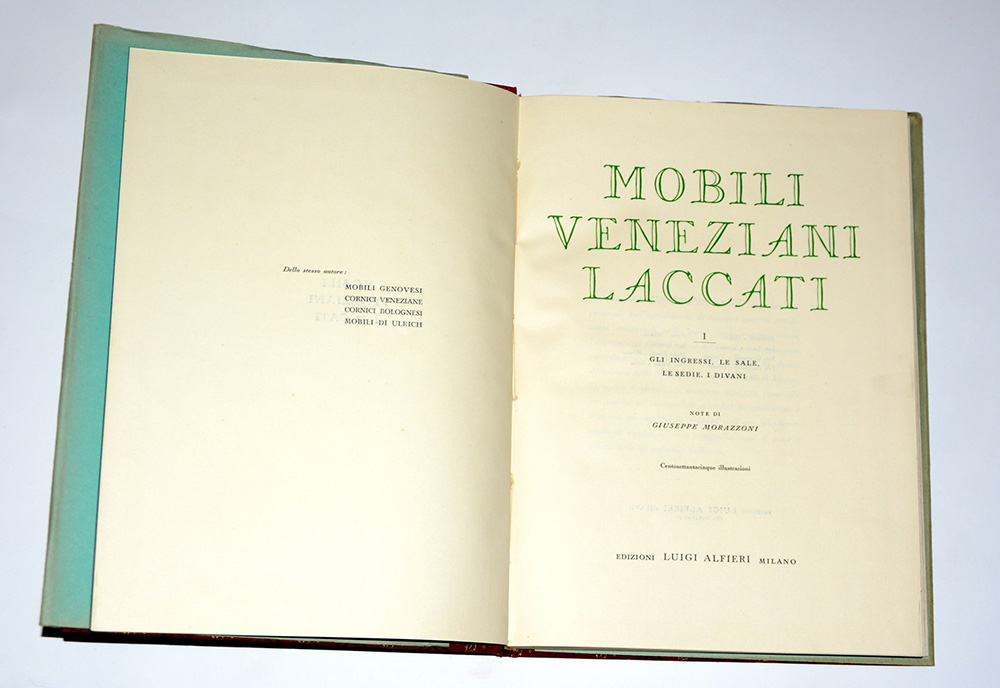 Dello stesso autore:
MOBILI GENOVESI
CORNICI VENEZIANE
CORNICI BOLOGNESI
MOBILI DI ULRICH
MOBILI
VENEZIANI
LACCATI
I
GLI INGRESSI, LE SALE,
LE SEDIE, I DIVANI
NOTE DI
GIUSEPPE MORAZZONI
Centosettantacinque illustrazioni
EDIZIONI LUIGI ALFIERI MILANO